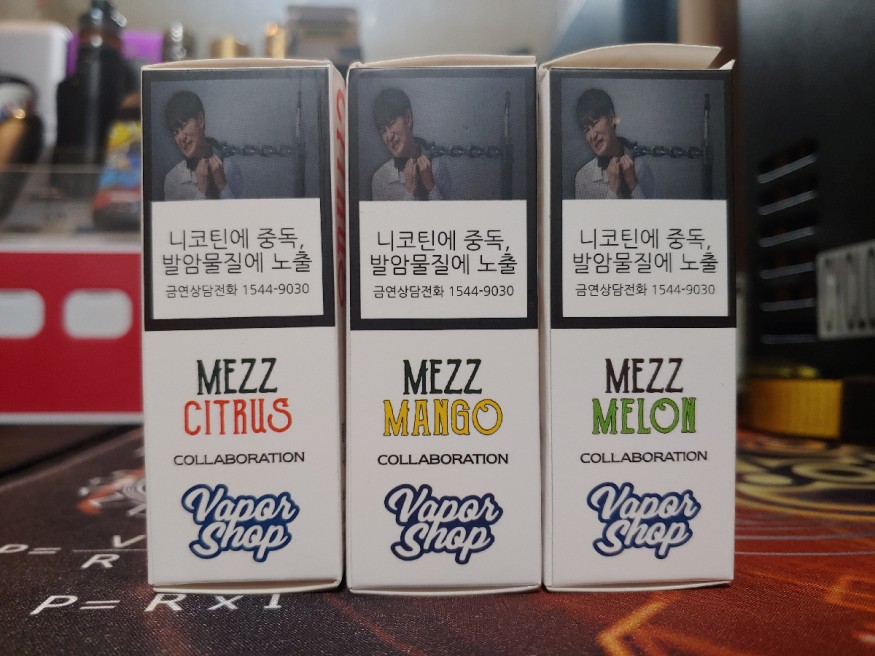 니코틴에 중독,
발암물질에 노출
금연상담전화 1544-9030
MEZZ
CITRUS
COLLABORATION
Vapor
Shop
니코틴에 중독,
발암물질에 노출
금연상담전화 1544-9030
MEZZ
MANGO
COLLABORATION
Vapor
Shop
니코틴에 중독,
발암물질에 노출
금연상담전화 1544-9030
MEZZ
MELON
COLLABORATION
Vapor
Shop
P= V
R
P= R x I